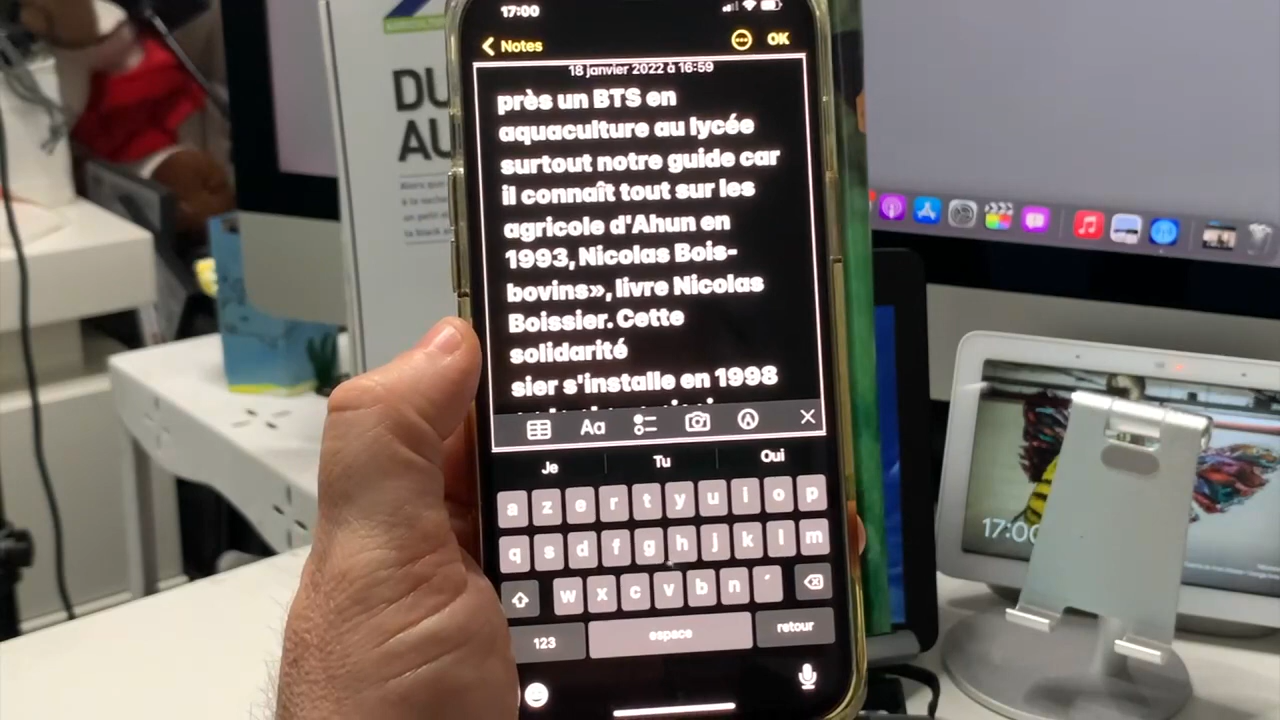 17:00
Notes
OK
18 janvier 2022 à 16:59
près un BTS en
aquaculture au lycée
surtout notre guide car
il connaît tout sur les
agricole d'Ahun en
1993, Nicolas Bois-
bovins», livre Nicolas
Boissier. Cette
solidarité
sier s'installe en 1998
Aa
Je
Tu
Oui
a z e r t y u i o p
q s d f g h j k l m
w x c v b n ´
123
espace
retour
DU
AU
Alors que
17:00